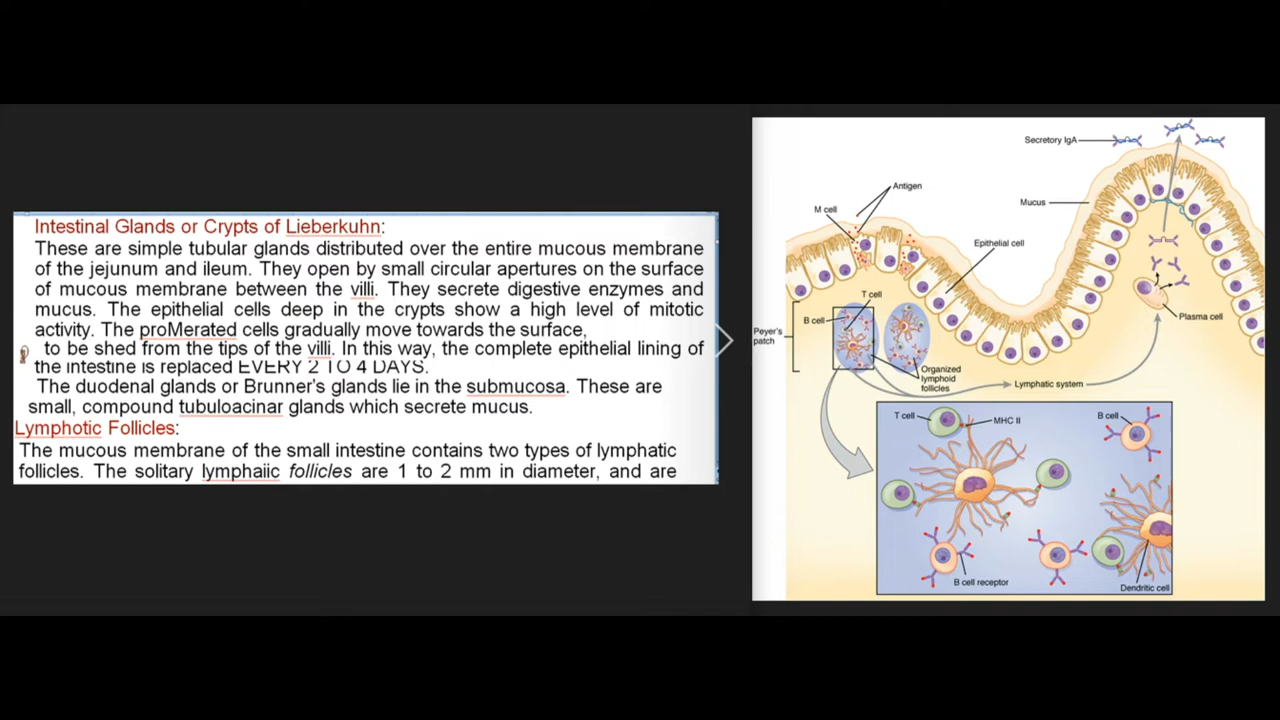 Intestinal Glands or Crypts of Lieberkuhn:
These are simple tubular glands distributed over the entire mucous membrane
of the jejunum and ileum. They open by small circular apertures on the surface
of mucous membrane between the villi. They secrete digestive enzymes and
mucus. The epithelial cells deep in the crypts show a high level of mitotic
activity. The proMerated cells gradually move towards the surface,
to be shed from the tips of the villi. In this way, the complete epithelial lining of
the intestine is replaced EVERY 2 TO 4 DAYS.
The duodenal glands or Brunner's glands lie in the submucosa. These are
small, compound tubuloacinar glands which secrete mucus.
Lymphotic Follicles:
The mucous membrane of the small intestine contains two types of lymphatic
follicles. The solitary lymphaiic follicles are 1 to 2 mm in diameter, and are
Secretory IgA
Antigen
M cell
Mucus
Epithelial cell
T cell
B cell
Plasma cell
Peyer's
patch
Organized
lymphoid
follicles
Lymphatic system
T cell
MHC II
B cell
B cell receptor
Dendritic cell